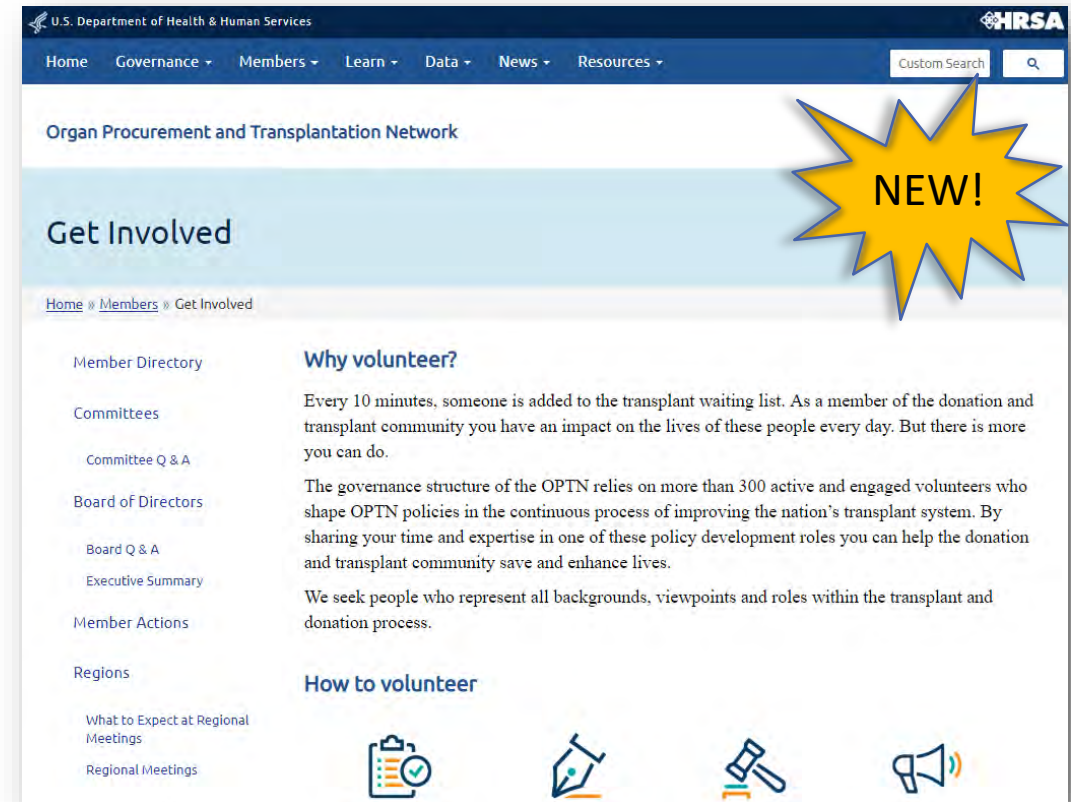 U.S. Department of Health & Human Services
HRSA
Home Governance Members Learn Data News Resources
Custom Search
Organ Procurement and Transplantation Network
NEW!
Get Involved
Home » Members » Get Involved
Member Directory
Committees
Committee Q & A
Board of Directors
Board Q & A
Executive Summary
Member Actions
Regions
What to Expect at Regional
Meetings
Regional Meetings
Why volunteer?
Every 10 minutes, someone is added to the transplant waiting list. As a member of the donation and
transplant community you have an impact on the lives of these people every day. But there is more
you can do.
The governance structure of the OPTN relies on more than 300 active and engaged volunteers who
shape OPTN policies in the continuous process of improving the nation’s transplant system. By
sharing your time and expertise in one of these policy development roles you can help the donation
and transplant community save and enhance lives.
We seek people who represent all backgrounds, viewpoints and roles within the transplant and
donation process.
How to volunteer